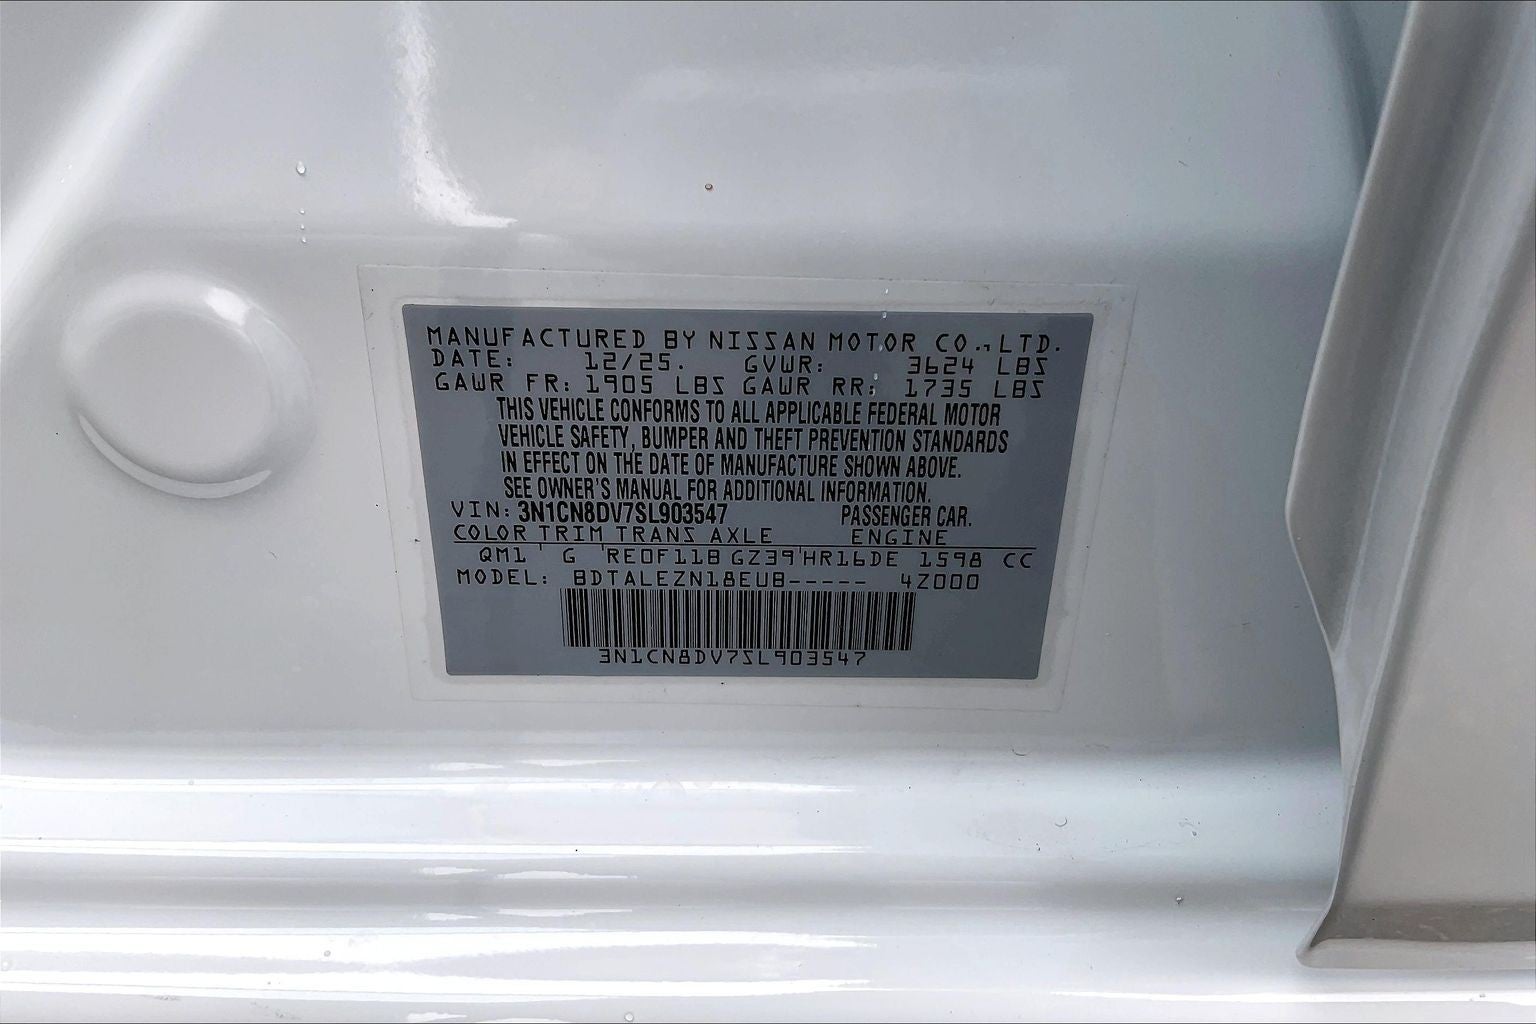 MANUFACTURED BY NISSAN MOTOR CO., LTD.
DATE: 12/25. GVWR: 3624 LBS
GAWR FR: 1905 LBS GAWR RR: 1735 LBS
THIS VEHICLE CONFORMS TO ALL APPLICABLE FEDERAL MOTOR
VEHICLE SAFETY, BUMPER AND THEFT PREVENTION STANDARDS
IN EFFECT ON THE DATE OF MANUFACTURE SHOWN ABOVE.
SEE OWNER'S MANUAL FOR ADDITIONAL INFORMATION.
VIN: 3N1CN8DV7SL903547 PASSENGER CAR.
COLOR TRIM TRANS AXLE ENGINE
QM1 ' G 'RE0F11B GZ39'HR16DE 1598 CC
MODEL: BDTALEZN18EUB----- 4Z000
3N1CN8DV7SL903547